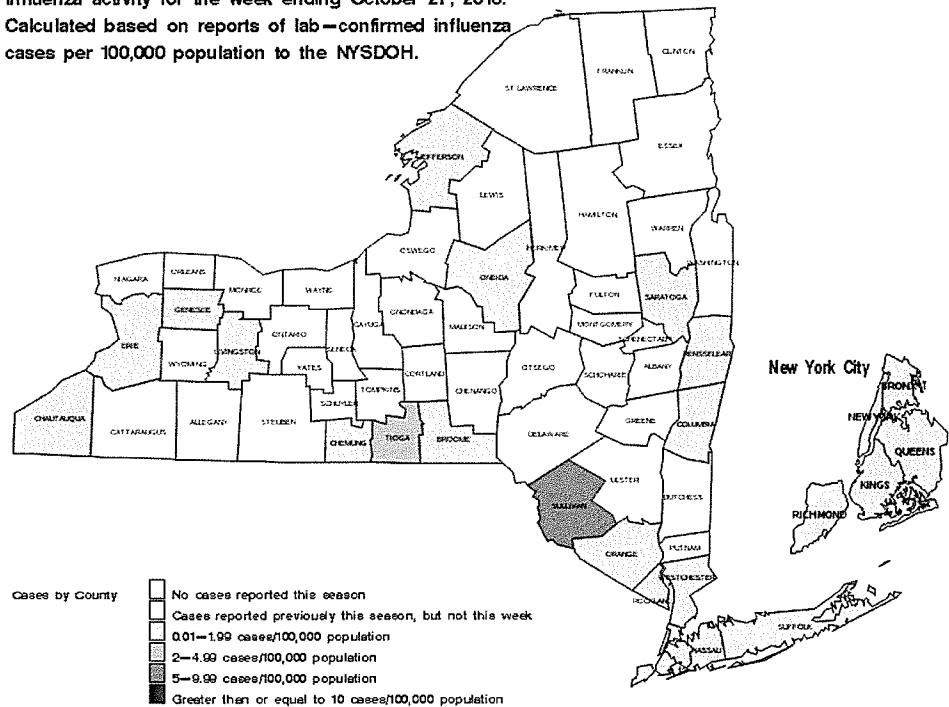 Calculated based on reports of lab–confirmed influenza
cases per 100,000 population to the NYSDOH.
CLINTON
FRANKLIN
ST LAWRENCE
ESSEX
JEFFERSON
LEWIS
HAMILTON
WARREN
OSWEGO
HERKIMER
WASHINGTON
ONEIDA
ORLEANS
NIAGARA
MONROE
WAYNE
FULTON
SARATOGA
GENESEE
ONONDAGA
CAYUGA
MADISON
MONTGOMERY
ONTARIO
SENECA
SCHENECTADY
ERIE
LIVINGSTON
RENSSELEAR
WYOMING
YATES
OTSEGO
SCHOHARIE
ALBANY
New York City
CORTLAND
CHENANGO
TOMPKINS
SCHUYLER
BRONX
CHAUTAUQUA
NEW YORK
CATTARAUGUS
ALLEGANY
STEUBEN
GREENE
COLUMBIA
CHEMUNG
TIOGA
BROOME
DELAWARE
QUEENS
ULSTER
KINGS
DUTCHESS
SULLIVAN
RICHMOND
ORANGE
PUTNAM
WESTCHESTER
ROCKLAND
SUFFOLK
NASSAU
Cases by County
No cases reported this season
Cases reported previously this season, but not this week
0.01–1.99 cases/100,000 population
2–4.99 cases/100,000 population
5–9.99 cases/100,000 population
Greater than or equal to 10 cases/100,000 population